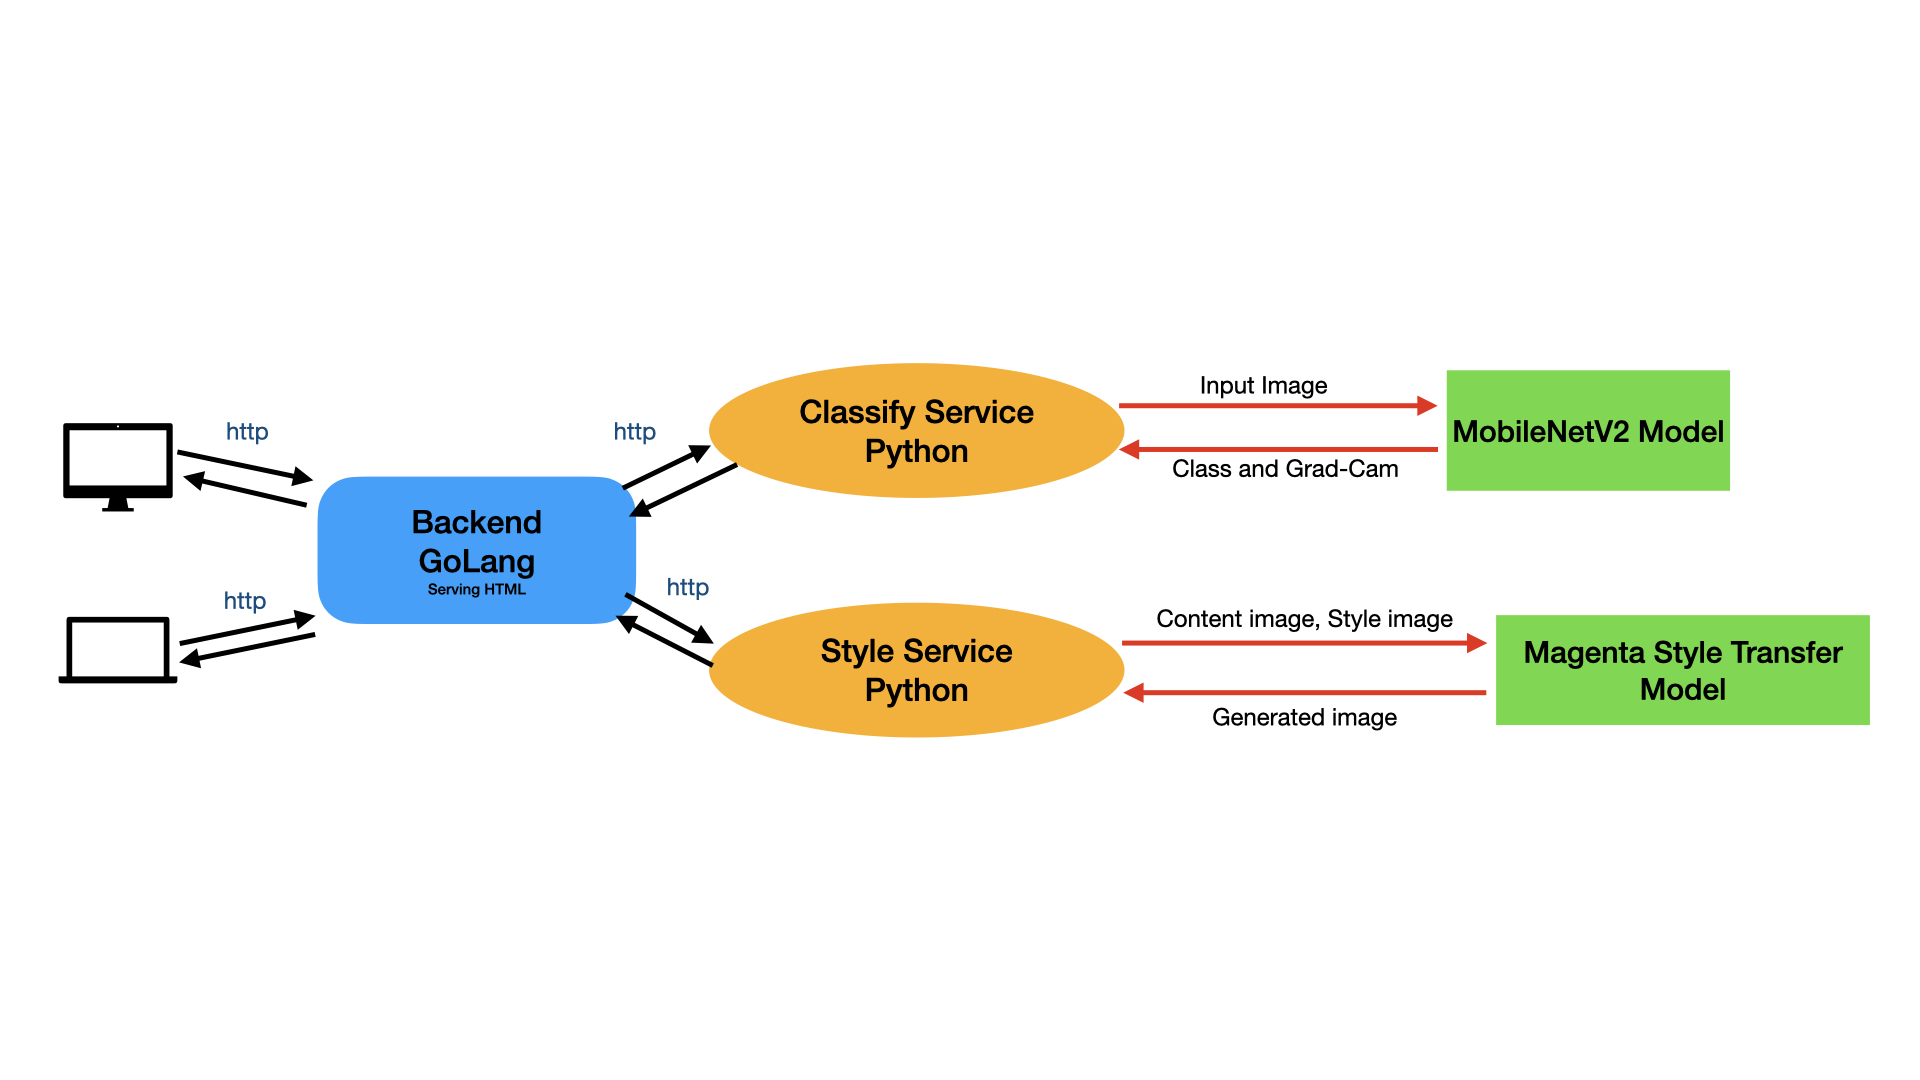 http
http
Backend
GoLang
Serving HTML
http
http
Classify Service
Python
Style Service
Python
Input Image
Class and Grad-Cam
Content image, Style image
Generated image
MobileNetV2 Model
Magenta Style Transfer
Model